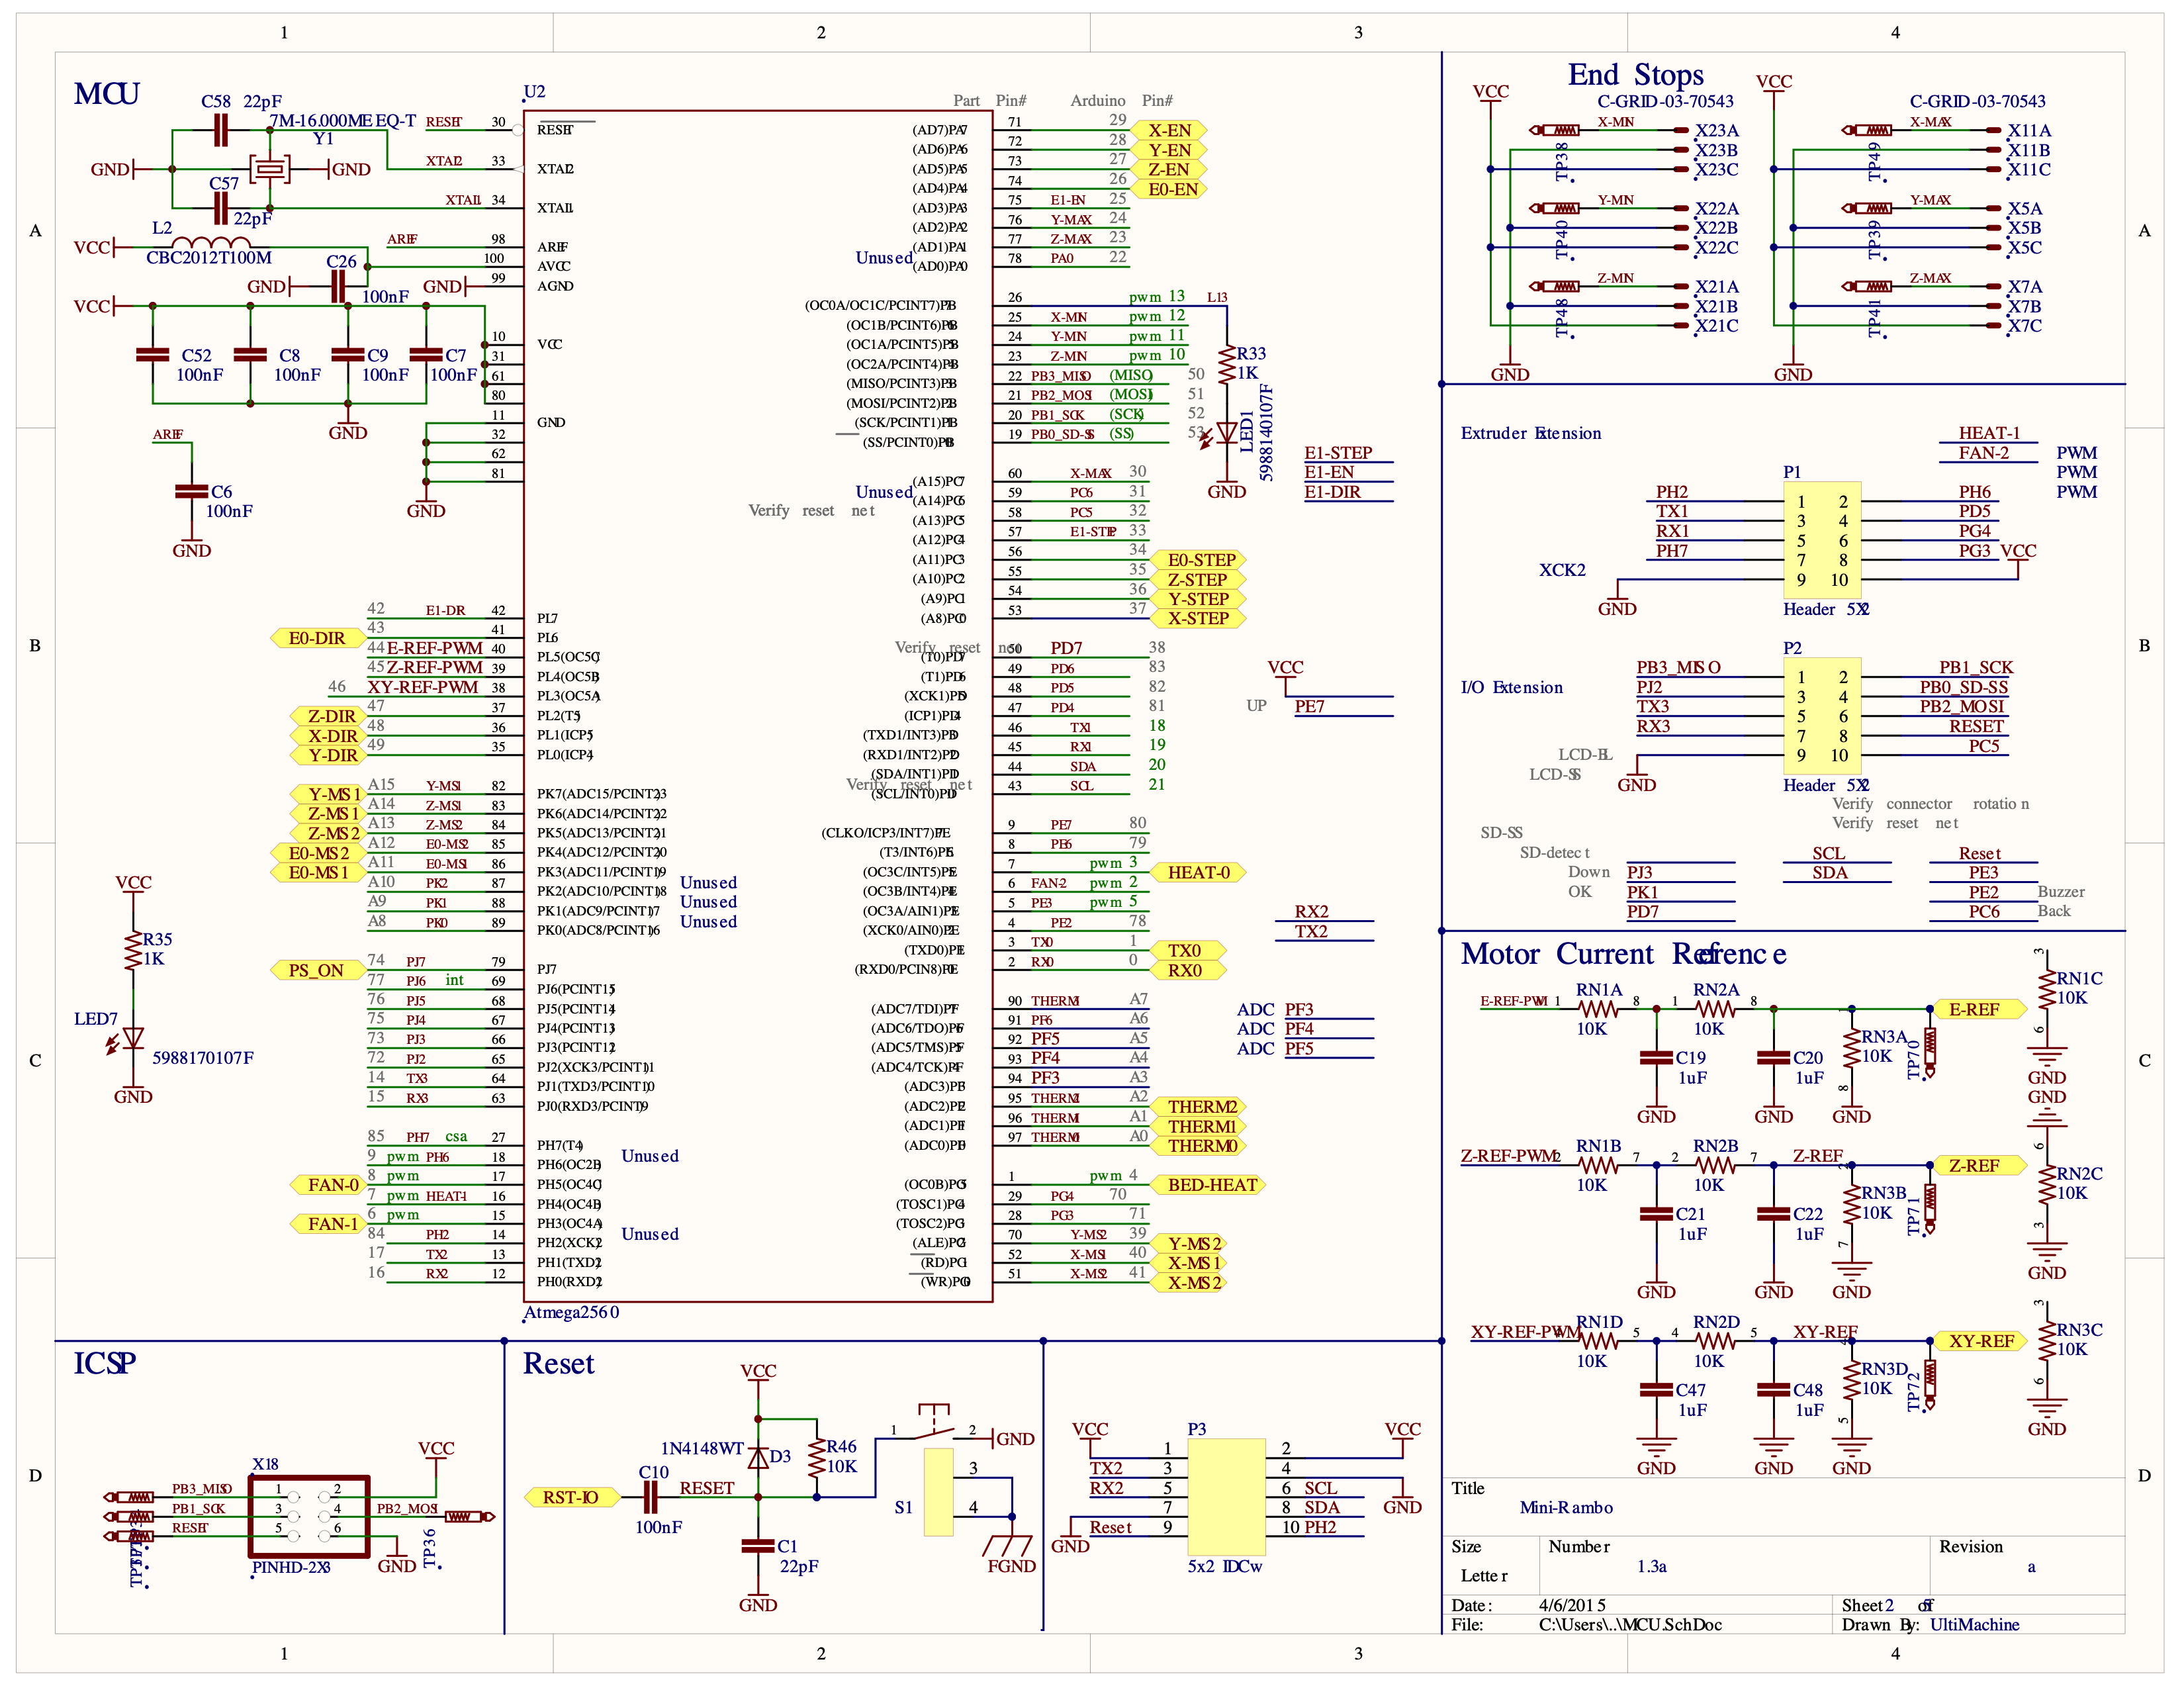 1 2 3 4
A B C D
MCU
C58 22pF
7M-16.000MEEQ-T
Y1
GND GND
C57
22pF
L2
VCC
CBC2012T100M
C26
GND 100nF GND
VCC
C52 100nF
C8 100nF
C9 100nF
C7 100nF
GND
AREF
C6
100nF
GND
GND
U2
RESET 30 RESET
XTAL2 33 XTAL2
XTAL1 34 XTAL1
AREF 98 AREF
100 AVCC
99 AGND
10 VCC
31
61
80
11 GND
32
62
81
42 E1-DIR 42 PL7
E0-DIR 43 41 PL6
44 E-REF-PWM 40 PL5(OC5C)
45 Z-REF-PWM 39 PL4(OC5B)
46 XY-REF-PWM 38 PL3(OC5A)
Z-DIR 47 37 PL2(T5)
X-DIR 48 36 PL1(ICP5)
Y-DIR 49 35 PL0(ICP4)
Y-MS1 A15 Y-MS1 82 PK7(ADC15/PCINT23)
Z-MS1 A14 Z-MS1 83 PK6(ADC14/PCINT22)
Z-MS2 A13 Z-MS2 84 PK5(ADC13/PCINT21)
E0-MS2 A12 E0-MS2 85 PK4(ADC12/PCINT20)
E0-MS1 A11 E0-MS1 86 PK3(ADC11/PCINT19)
A10 PK2 87 PK2(ADC10/PCINT18) Unused
A9 PK1 88 PK1(ADC9/PCINT17) Unused
A8 PK0 89 PK0(ADC8/PCINT16) Unused
PS_ON 74 PJ7 79 PJ7
77 PJ6 int 69 PJ6(PCINT15)
76 PJ5 68 PJ5(PCINT14)
75 PJ4 67 PJ4(PCINT13)
73 PJ3 66 PJ3(PCINT12)
72 PJ2 65 PJ2(XCK3/PCINT11)
14 TX3 64 PJ1(TXD3/PCINT10)
15 RX3 63 PJ0(RXD3/PCINT9)
85 PH7 csa 27 PH7(T4)
9 pwm PH6 18 PH6(OC2B) Unused
FAN-0 8 pwm 17 PH5(OC4C)
7 pwm HEAT-1 16 PH4(OC4B)
FAN-1 6 pwm 15 PH3(OC4A)
84 PH2 14 PH2(XCK2) Unused
17 TX2 13 PH1(TXD2)
16 RX2 12 PH0(RXD2)
Atmega2560
VCC
R35
1K
LED7
5988170107F
GND
Part Pin# Arduino Pin#
(AD7)PA7 71 29 X-EN
(AD6)PA6 72 28 Y-EN
(AD5)PA5 73 27 Z-EN
(AD4)PA4 74 26 E0-EN
(AD3)PA3 75 E1-EN 25
(AD2)PA2 76 Y-MAX 24
(AD1)PA1 77 Z-MAX 23
Unused (AD0)PA0 78 PA0 22
(OC0A/OC1C/PCINT7)PB7 26 pwm 13 L13
(OC1B/PCINT6)PB6 25 X-MIN pwm 12
(OC1A/PCINT5)PB5 24 Y-MIN pwm 11
(OC2A/PCINT4)PB4 23 Z-MIN pwm 10
(MISO/PCINT3)PB3 22 PB3_MISO (MISO) 50
(MOSI/PCINT2)PB2 21 PB2_MOSI (MOSI) 51
(SCK/PCINT1)PB1 20 PB1_SCK (SCK) 52
(SS/PCINT0)PB0 19 PB0_SD-SS (SS) 53
R33
1K
LED1
5988140107F
GND
E1-STEP
E1-EN
E1-DIR
(A15)PC7 60 X-MAX 30
Unused (A14)PC6 59 PC6 31
Verify reset net
(A13)PC5 58 PC5 32
(A12)PC4 57 E1-STEP 33
(A11)PC3 56 34 E0-STEP
(A10)PC2 55 35 Z-STEP
(A9)PC1 54 36 Y-STEP
(A8)PC0 53 37 X-STEP
Verify reset net
(T0)PD7 50 PD7 38
(T1)PD6 49 PD6 83
(XCK1)PD5 48 PD5 82
(ICP1)PD4 47 PD4 81
(TXD1/INT3)PD3 46 TX1 18
(RXD1/INT2)PD2 45 RX1 19
(SDA/INT1)PD1 44 SDA 20
Verify reset net
(SCL/INT0)PD0 43 SCL 21
VCC
UP PE7
(CLKO/ICP3/INT7)PE7 9 PE7 80
(T3/INT6)PE6 8 PE6 79
(OC3C/INT5)PE5 7 pwm 3 HEAT-0
(OC3B/INT4)PE4 6 FAN-2 pwm 2
(OC3A/AIN1)PE3 5 PE3 pwm 5
(XCK0/AIN0)PE2 4 PE2 78
(TXD0)PE1 3 TX0 1 TX0
(RXD0/PCIN8)PE0 2 RX0 0 RX0
RX2
TX2
(ADC7/TDI)PF7 90 THERM3 A7
(ADC6/TDO)PF6 91 PF6 A6
(ADC5/TMS)PF5 92 PF5 A5
(ADC4/TCK)PF4 93 PF4 A4
(ADC3)PF3 94 PF3 A3
(ADC2)PF2 95 THERM2 A2 THERM2
(ADC1)PF1 96 THERM1 A1 THERM1
(ADC0)PF0 97 THERM0 A0 THERM0
ADC PF3
ADC PF4
ADC PF5
(OC0B)PG5 1 pwm 4 BED-HEAT
(TOSC1)PG4 29 PG4 70
(TOSC2)PG3 28 PG3 71
(ALE)PG2 70 Y-MS2 39 Y-MS2
(RD)PG1 52 X-MS1 40 X-MS1
(WR)PG0 51 X-MS2 41 X-MS2
End Stops
VCC VCC
C-GRID-03-70543 C-GRID-03-70543
X-MIN X23A X-MAX X11A
TP38 X23B TP49 X11B
X23C X11C
Y-MIN X22A Y-MAX X5A
TP40 X22B TP39 X5B
X22C X5C
Z-MIN X21A Z-MAX X7A
TP48 X21B TP41 X7B
X21C X7C
GND GND
Extruder Extension
HEAT-1
FAN-2 PWM
PWM
PWM
P1
PH2 1 2 PH6
TX1 3 4 PD5
RX1 5 6 PG4
PH7 7 8 PG3 VCC
XCK2 9 10
GND
Header 5X2
P2
I/O Extension
PB3_MISO 1 2 PB1_SCK
PJ2 3 4 PB0_SD-SS
TX3 5 6 PB2_MOSI
RX3 7 8 RESET
LCD-BL 9 10 PC5
LCD-SS GND
Header 5X2
Verify connector rotation
Verify reset net
SD-SS
SD-detect SCL Reset
Down PJ3 SDA PE3
OK PK1 PE2 Buzzer
PD7 PC6 Back
Motor Current Reference
E-REF-PWM 1 RN1A 8 1 RN2A 8 E-REF
10K 10K
C19 1uF
C20 1uF
1 RN3A 10K 8
TP70
GND GND GND
3 RN1C 10K 6
GND
Z-REF-PWM 2 RN1B 7 2 RN2B 7 Z-REF Z-REF
10K 10K
C21 1uF
C22 1uF
2 RN3B 10K 7
TP71
GND GND GND
GND
6 RN2C 10K 3
GND
XY-REF-PWM 4 RN1D 5 4 RN2D 5 XY-REF XY-REF
10K 10K
C47 1uF
C48 1uF
4 RN3D 10K 5
TP72
GND GND GND
3 RN3C 10K 6
GND
ICSP
X18
VCC
PB3_MISO 1 2
PB1_SCK 3 4 PB2_MOSI
RESET 5 6
PINHD-2X3 GND TP36
Reset
VCC
1N4148WT D3
R46
10K
RST-IO C10 RESET
100nF
C1
22pF
GND
1 2 GND
S1 3
4
FGND
P3
VCC 1 2 VCC
TX2 3 4
RX2 5 6 SCL GND
7 8 SDA
GND Reset 9 10 PH2
5x2 IDCw
Title
Mini-Rambo
Size Number Revision
Letter 1.3a a
Date: 4/6/2015 Sheet 2 of
File: C:\Users\..\MCU.SchDoc Drawn By: UltiMachine
1 2 3 4